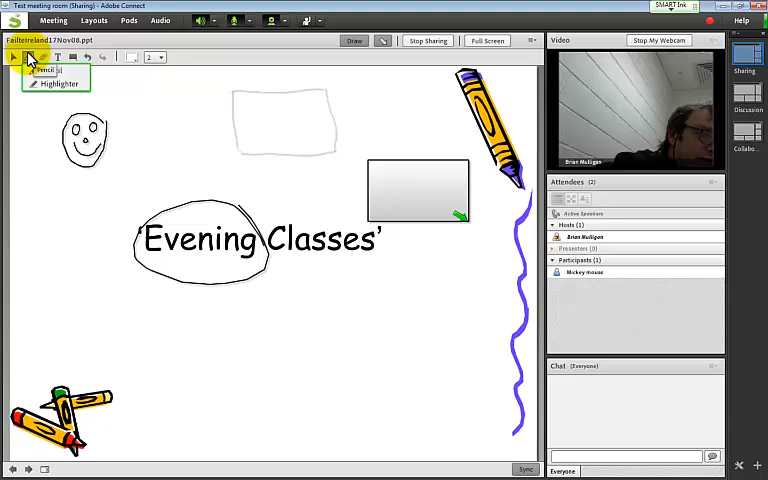 Test meeting room (Sharing) - Adobe Connect
SMART Ink
Meeting Layouts Pods Audio Help
FailteIreland17Nov08.ppt
Draw Stop Sharing Full Screen
T 2
Pencil
Highlighter
'Evening Classes'
Sync
Video
Stop My Webcam
Brian Mulligan
Attendees (2)
Active Speakers
Hosts (1)
Brian Mulligan
Presenters (0)
Participants (1)
Mickey mouse
Chat (Everyone)
Everyone
Sharing
Discussion
Collabo...